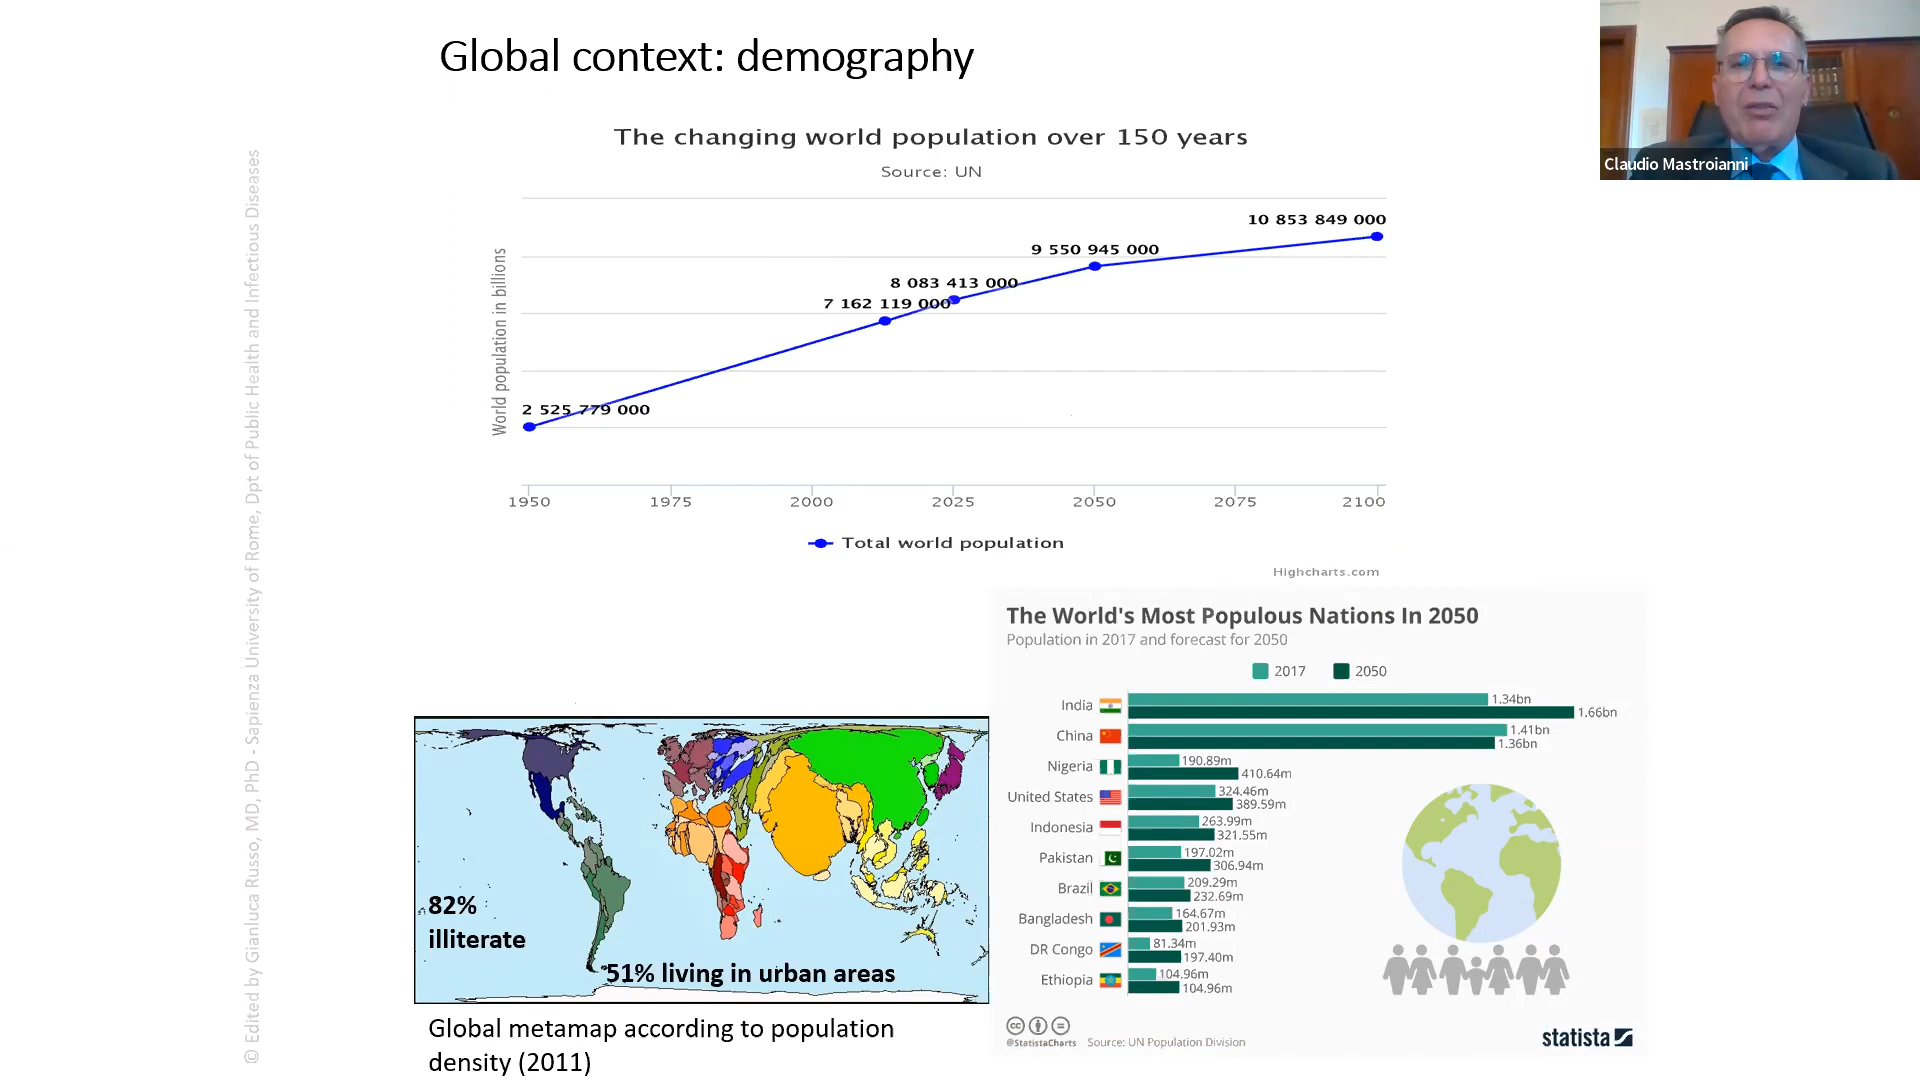 Global context: demography
Claudio Mastroianni
© Edited by Gianluca Russo, MD, PhD - Sapienza University of Rome, Dpt of Public Health and Infectious Diseases
The changing world population over 150 years
Source: UN
World population in billions
10 853 849 000
9 550 945 000
8 083 413 000
7 162 119 000
2 525 779 000
1950 1975 2000 2025 2050 2075 2100
Total world population
Highcharts.com
82%
illiterate
51% living in urban areas
Global metamap according to population
density (2011)
The World's Most Populous Nations In 2050
Population in 2017 and forecast for 2050
2017 2050
India 1.34bn
1.66bn
China 1.41bn
1.36bn
Nigeria 190.89m
410.64m
United States 324.46m
389.59m
Indonesia 263.99m
321.55m
Pakistan 197.02m
306.94m
Brazil 209.29m
232.69m
Bangladesh 164.67m
201.93m
DR Congo 81.34m
197.40m
Ethiopia 104.96m
104.96m
cc
@StatistaCharts Source: UN Population Division
statista